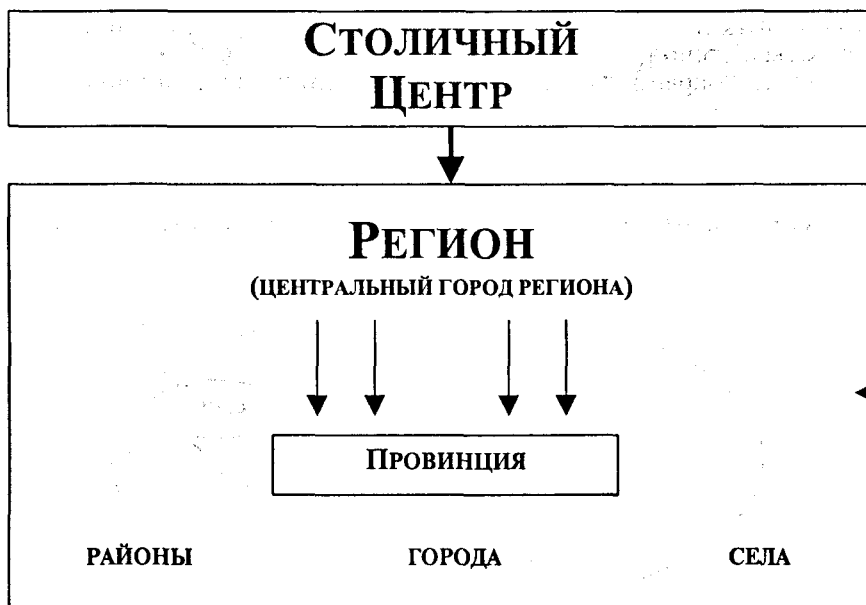 СТОЛИЧНЫЙ
ЦЕНТР
РЕГИОН
(ЦЕНТРАЛЬНЫЙ ГОРОД РЕГИОНА)
ПРОВИНЦИЯ
РАЙОНЫ ГОРОДА СЕЛА